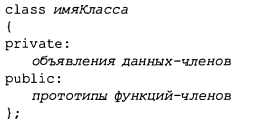 class имяКласса
{
private:
объявления данных-членов
public:
прототипы функций-членов
};